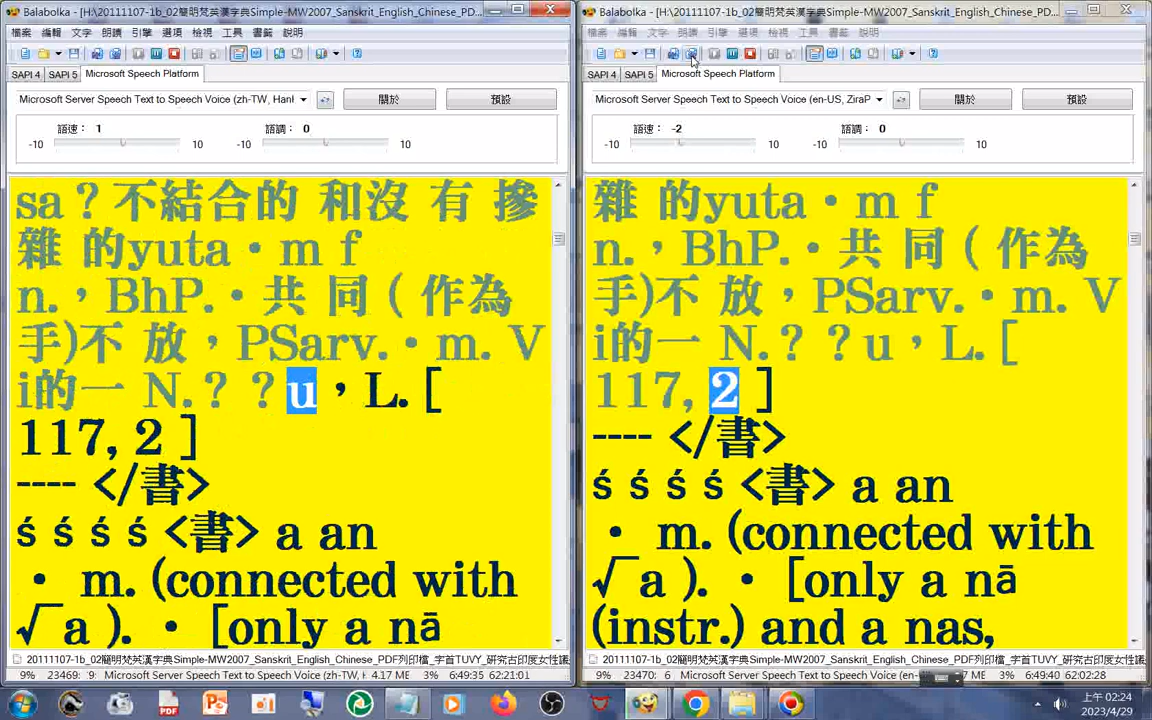 Balabolka - [H:\20111107-1b_02簡明梵英漢字典Simple-MW2007_Sanskrit_English_Chinese_PD...
檔案 編輯 文字 朗讀 引擎 選項 檢視 工具 書籤 說明
SAPI 4 SAPI 5 Microsoft Speech Platform
Microsoft Server Speech Text to Speech Voice (zh-TW, Han 關於 預設
語速： 1 語調： 0
-10 10 -10 10
sa？不結合的 和沒 有 摻
雜 的yuta・m f
n.，BhP.・共 同（作為
手)不 放，PSarv.・m. V
i的一 N.？？u，L. [
117, 2 ]
---- </書>
ś ś ś ś <書> a an
・ m. (connected with
√ a ). ・ [only a nā
20111107-1b_02簡明梵英漢字典Simple-MW2007_Sanskrit_English_Chinese_PDF列印檔_字首TUVY_研究古印度女性議
9% 23469: '9: Microsoft Server Speech Text to Speech Voice (zh-TW, 4.17 ME 3% 6:49:35 62:21:01
Balabolka - [H:\20111107-1b_02簡明梵英漢字典Simple-MW2007_Sanskrit_English_Chinese_PD...
檔案 編輯 文字 朗讀 引擎 選項 檢視 工具 書籤 說明
SAPI 4 SAPI 5 Microsoft Speech Platform
Microsoft Server Speech Text to Speech Voice (en-US, ZiraP 關於 預設
語速： -2 語調： 0
-10 10 -10 10
雜 的yuta・m f
n.，BhP.・共 同（作為
手)不 放，PSarv.・m. V
i的一 N.？？u，L. [
117, 2 ]
---- </書>
ś ś ś ś <書> a an
・ m. (connected with
√ a ). ・ [only a nā
(instr.) and a nas,
20111107-1b_02簡明梵英漢字典Simple-MW2007_Sanskrit_English_Chinese_PDF列印檔_字首TUVY_研究古印度女性議
9% 23470: 6 Microsoft Server Speech Text to Speech Voice (en-US 3% 6:49:40 62:02:28
上午 02:24
2023/4/29